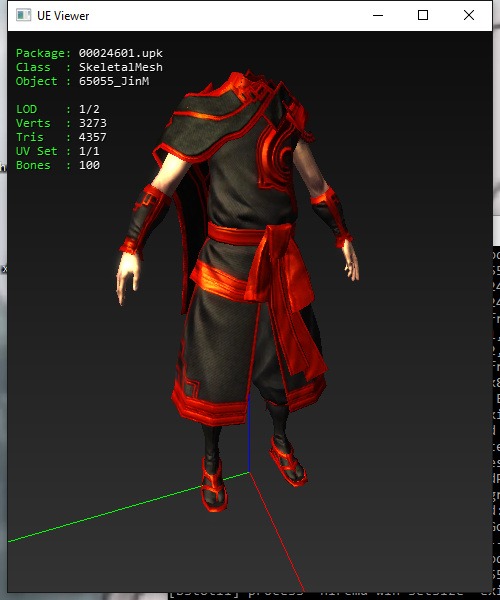 UE Viewer
Package: 00024601.upk
Class : SkeletalMesh
Object : 65055_JinM
LOD : 1/2
Verts : 3273
Tris : 4357
UV Set : 1/1
Bones : 100